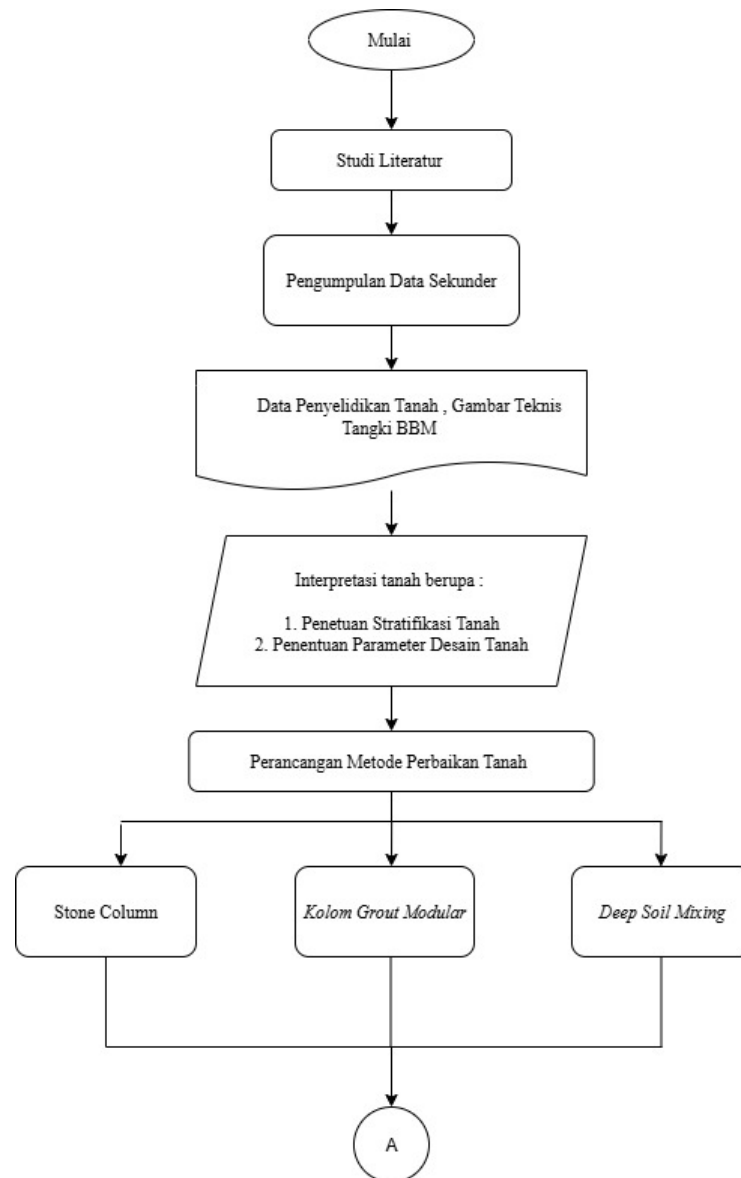 Mulai
Studi Literatur
Pengumpulan Data Sekunder
Data Penyelidikan Tanah , Gambar Teknis
Tangki BBM
Interpretasi tanah berupa :
1. Penetuan Stratifikasi Tanah
2. Penentuan Parameter Desain Tanah
Perancangan Metode Perbaikan Tanah
Stone Column
Kolom Grout Modular
Deep Soil Mixing
A